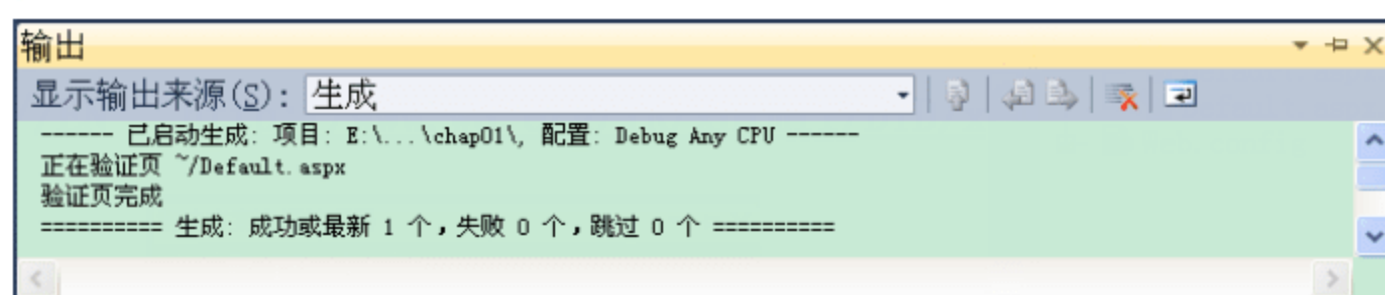 输出
显示输出来源(S): 生成
------ 已启动生成: 项目: E:\...\chap01\, 配置: Debug Any CPU ------
正在验证页 ~/Default.aspx
验证页完成
========== 生成: 成功或最新 1 个，失败 0 个，跳过 0 个 ==========